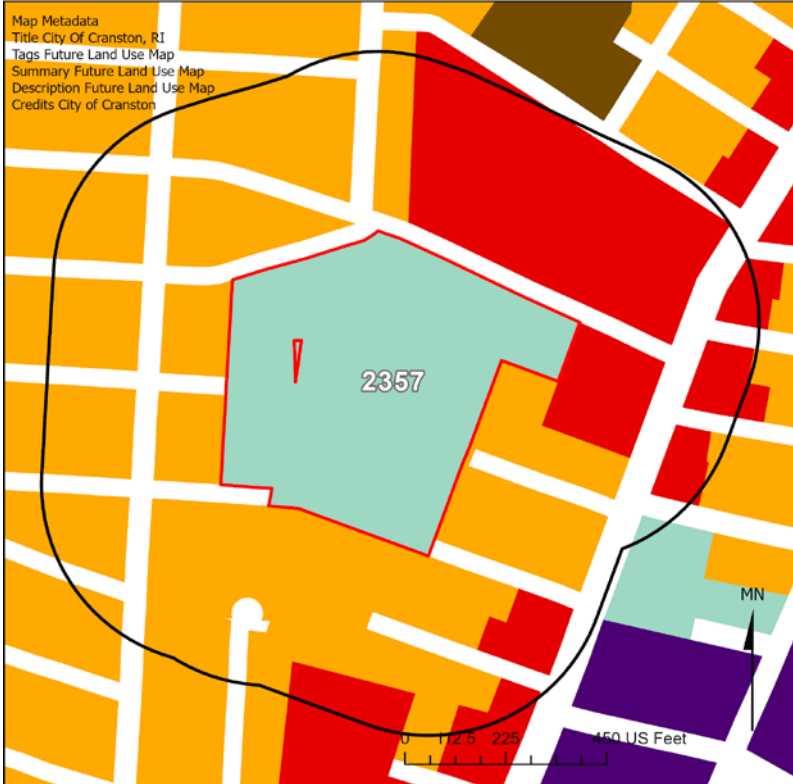 Map Metadata
Title City Of Cranston, RI
Tags Future Land Use Map
Summary Future Land Use Map
Description Future Land Use Map
Credits City of Cranston
2357
MN
0 112.5 225 450 US Feet